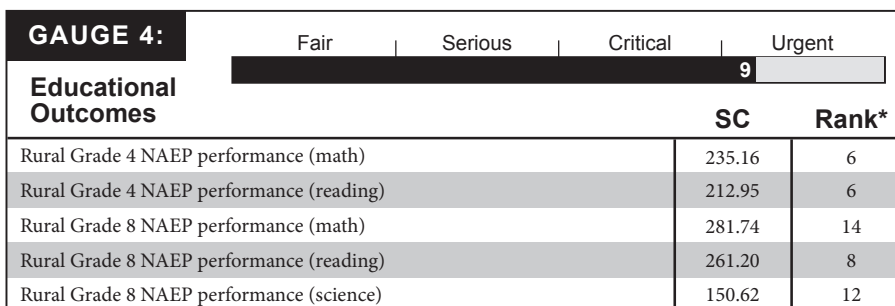 GAUGE 4:
Fair Serious Critical Urgent
9
Educational
Outcomes
SC Rank*
Rural Grade 4 NAEP performance (math) 235.16 6
Rural Grade 4 NAEP performance (reading) 212.95 6
Rural Grade 8 NAEP performance (math) 281.74 14
Rural Grade 8 NAEP performance (reading) 261.20 8
Rural Grade 8 NAEP performance (science) 150.62 12